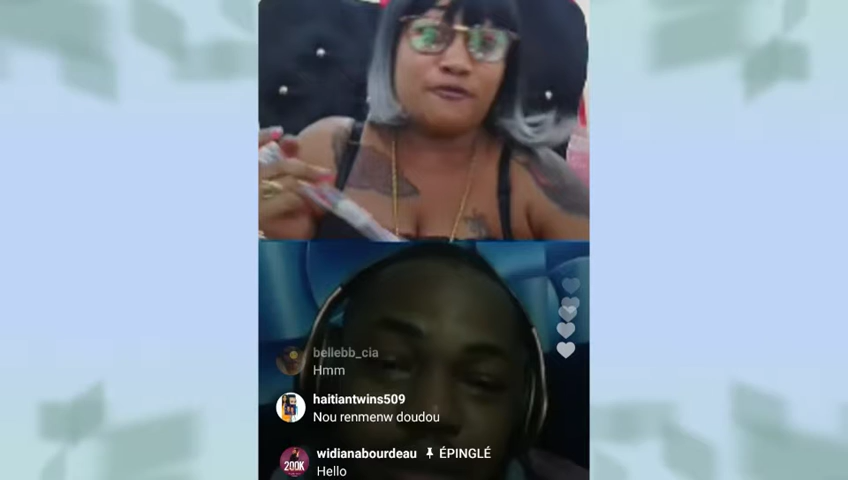 bellebb_cia
Hmm
haitiantwins509
Nou renmenw doudou
widianabourdeau ÉPINGLÉ
200K
Hello